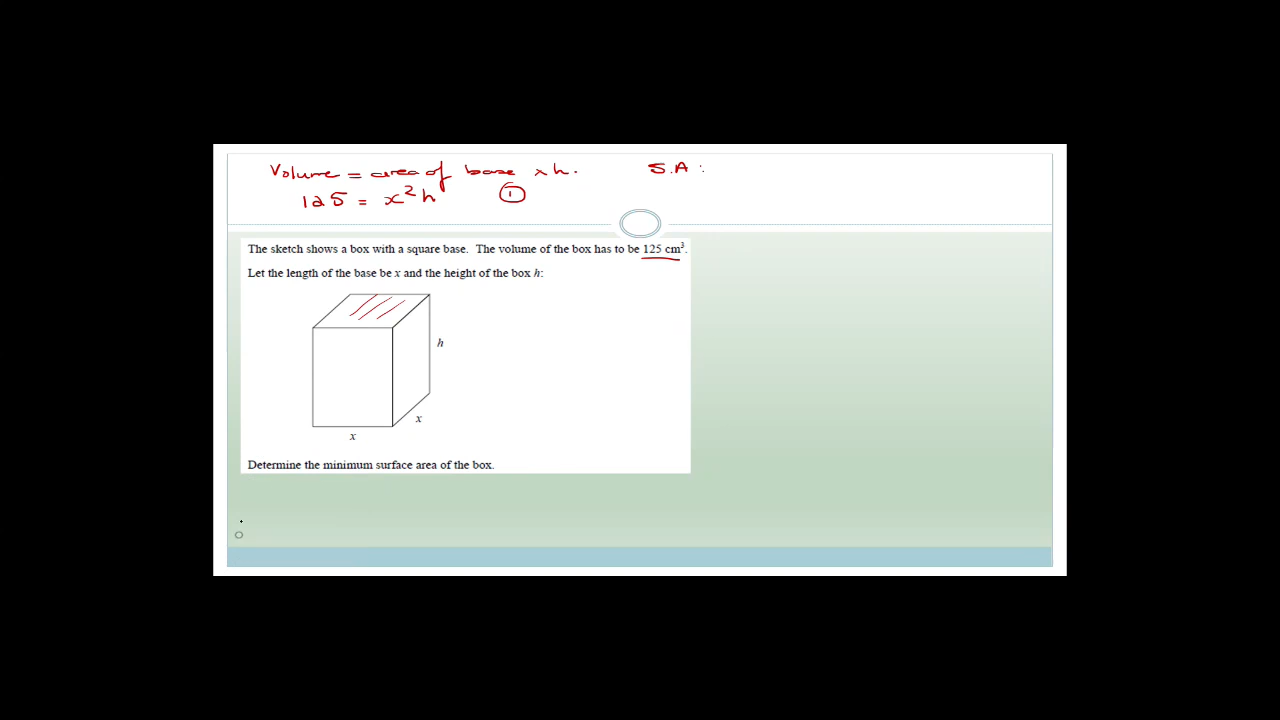 Volume = area of base × h.
S.A :
125 = x² h ①
The sketch shows a box with a square base. The volume of the box has to be 125 cm³.
Let the length of the base be x and the height of the box h:
h
x
x
Determine the minimum surface area of the box.